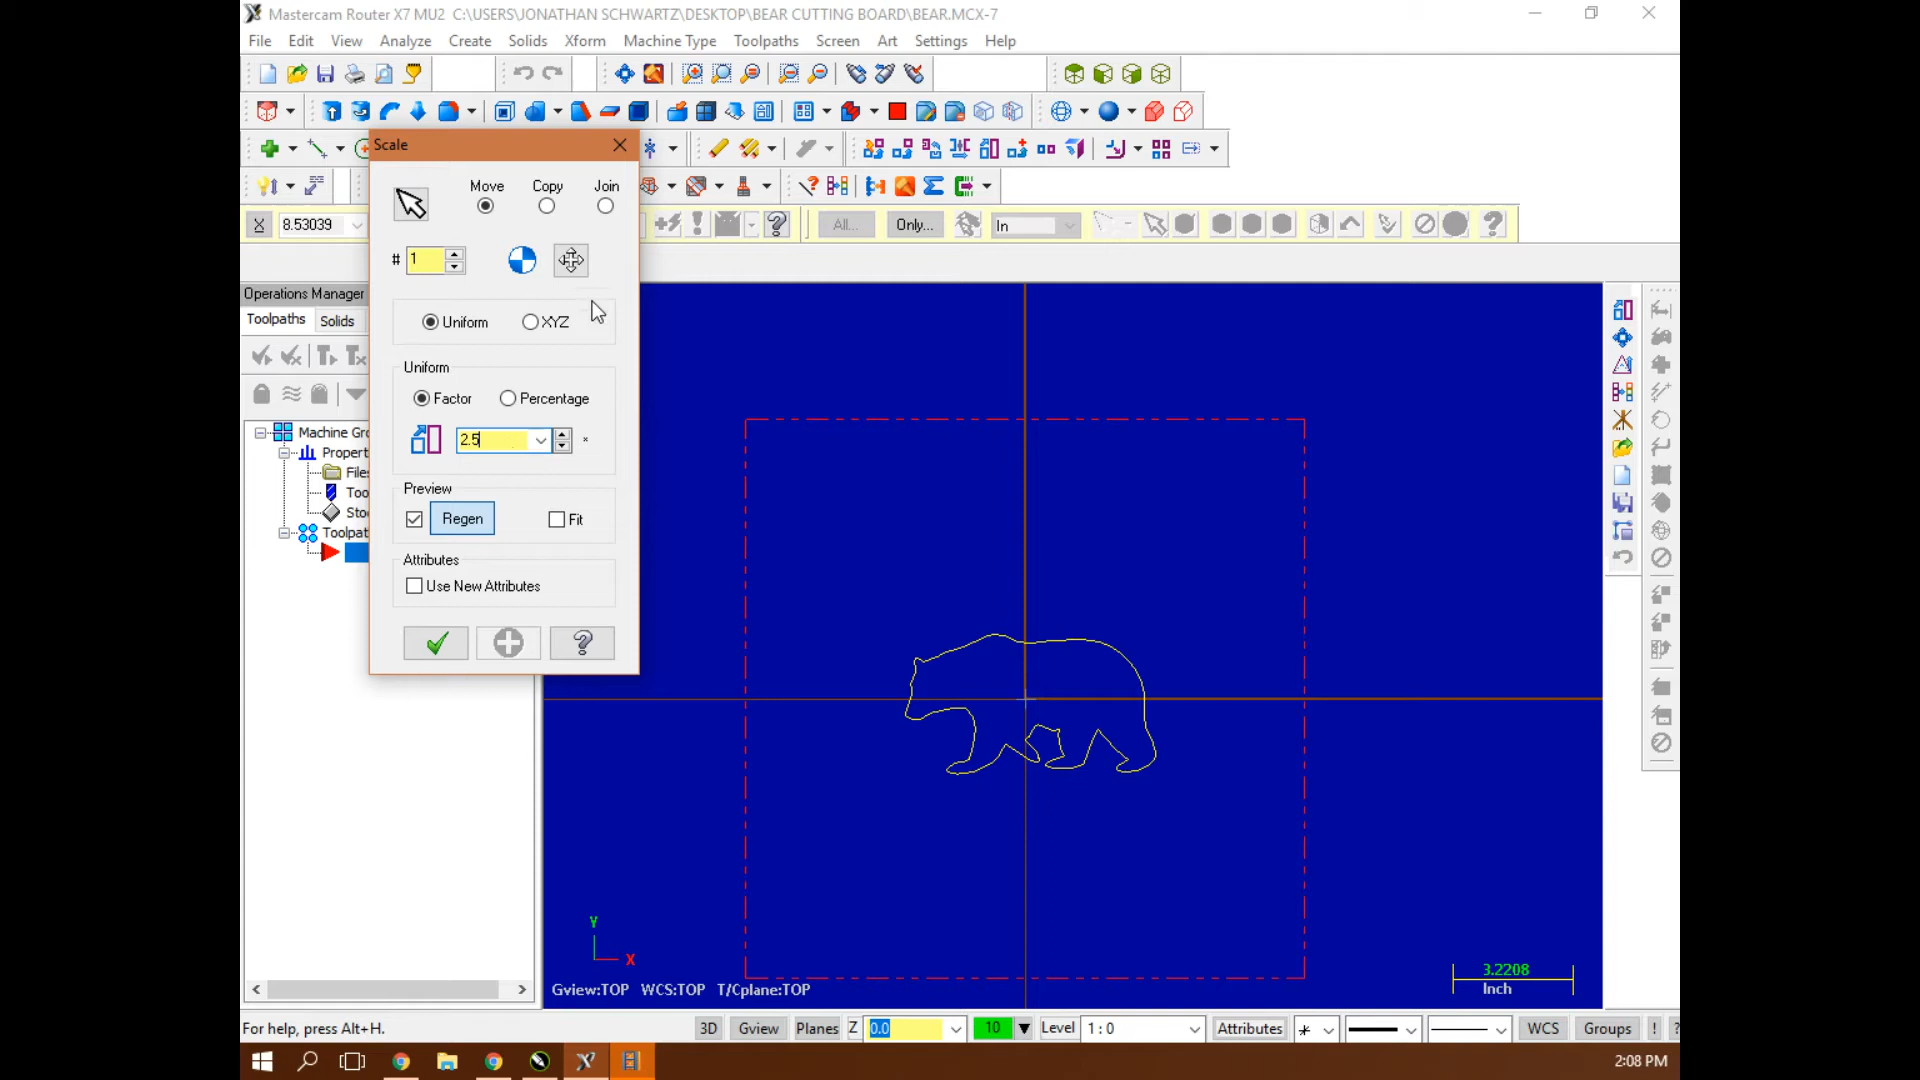 Mastercam Router X7 MU2 C:\USERS\JONATHAN SCHWARTZ\DESKTOP\BEAR CUTTING BOARD\BEAR.MCX-7
File Edit View Analyze Create Solids Xform Machine Type Toolpaths Screen Art Settings Help
Scale
Move Copy Join
8.53039
All... Only... In
# 1
Operations Manager
Toolpaths Solids
Uniform XYZ
Uniform
Factor Percentage
2.5
Machine Gro
Propert
Files
Too
Sto
Toolpat
Preview
Regen Fit
Attributes
Use New Attributes
Y
X
3.2208
Inch
Gview:TOP WCS:TOP T/Cplane:TOP
For help, press Alt+H. 3D Gview Planes Z 0.0 10 Level 1 : 0 Attributes WCS Groups ! ?
2:08 PM